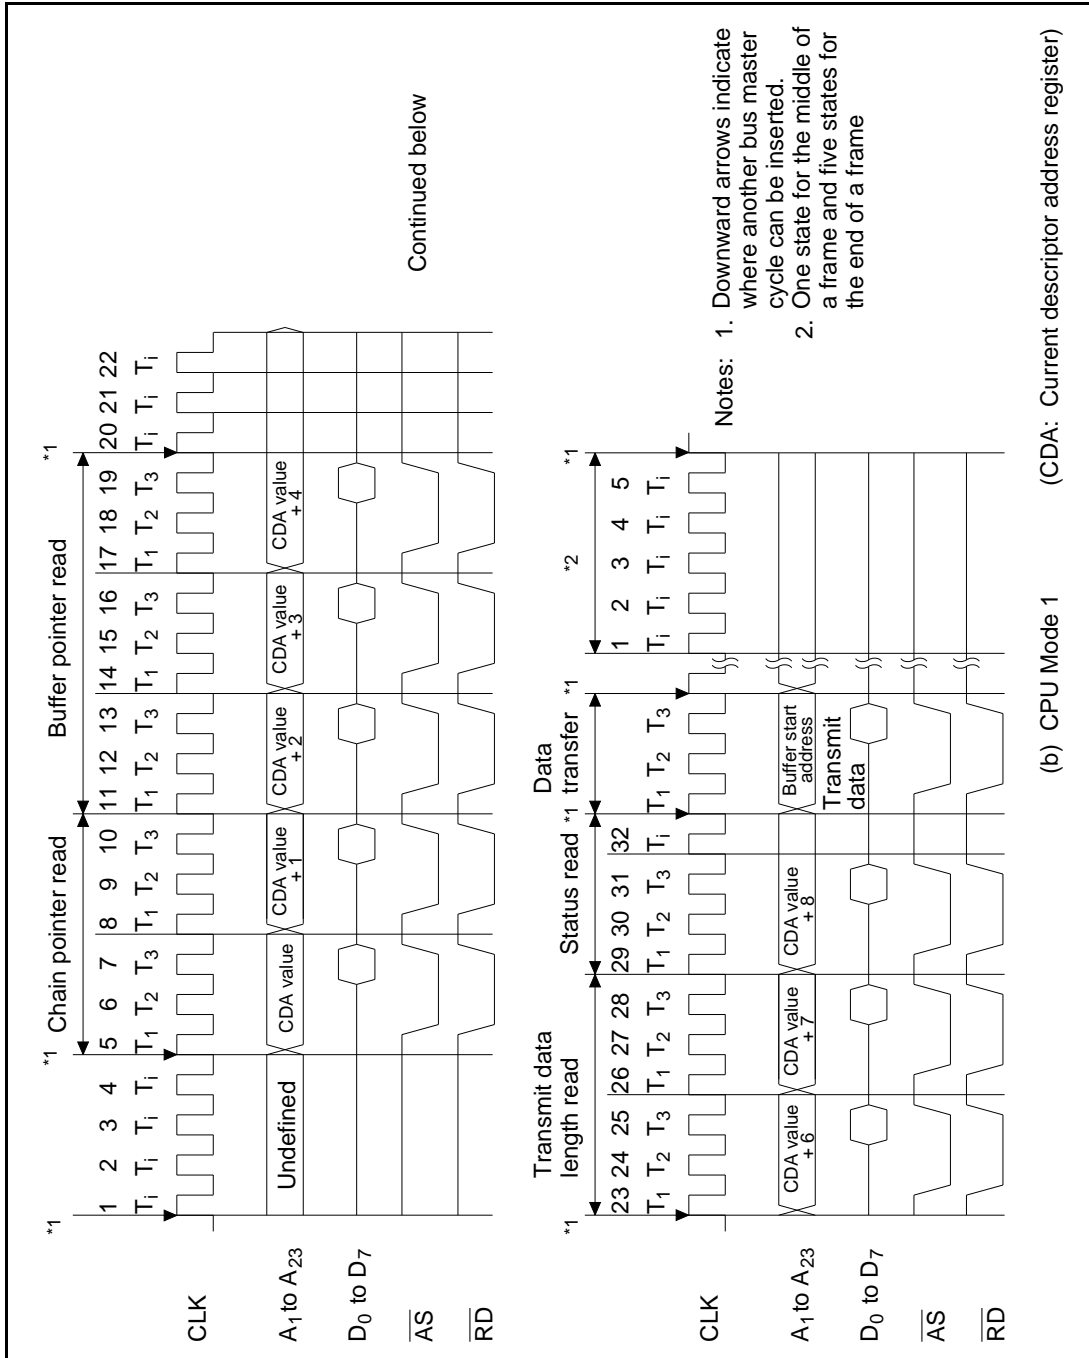 *1 *1 *1
Chain pointer read Buffer pointer read
1 2 3 4 5 6 7 8 9 10 11 12 13 14 15 16 17 18 19 20 21 22
Ti Ti Ti Ti T1 T2 T3 T1 T2 T3 T1 T2 T3 T1 T2 T3 T1 T2 T3 Ti Ti Ti
CLK
A1 to A23 Undefined CDA value CDA value + 1 CDA value + 2 CDA value + 3 CDA value + 4
D0 to D7
AS
RD
Continued below
*1 Transmit data length read Status read *1 Data transfer *1 *2 *1
23 24 25 26 27 28 29 30 31 32 1 2 3 4 5
T1 T2 T3 T1 T2 T3 T1 T2 T3 Ti T1 T2 T3 Ti Ti Ti Ti Ti
CLK
A1 to A23 CDA value + 6 CDA value + 7 CDA value + 8 Buffer start address
Transmit data
D0 to D7
AS
RD
Notes: 1. Downward arrows indicate
where another bus master
cycle can be inserted.
2. One state for the middle of
a frame and five states for
the end of a frame
(b) CPU Mode 1 (CDA: Current descriptor address register)